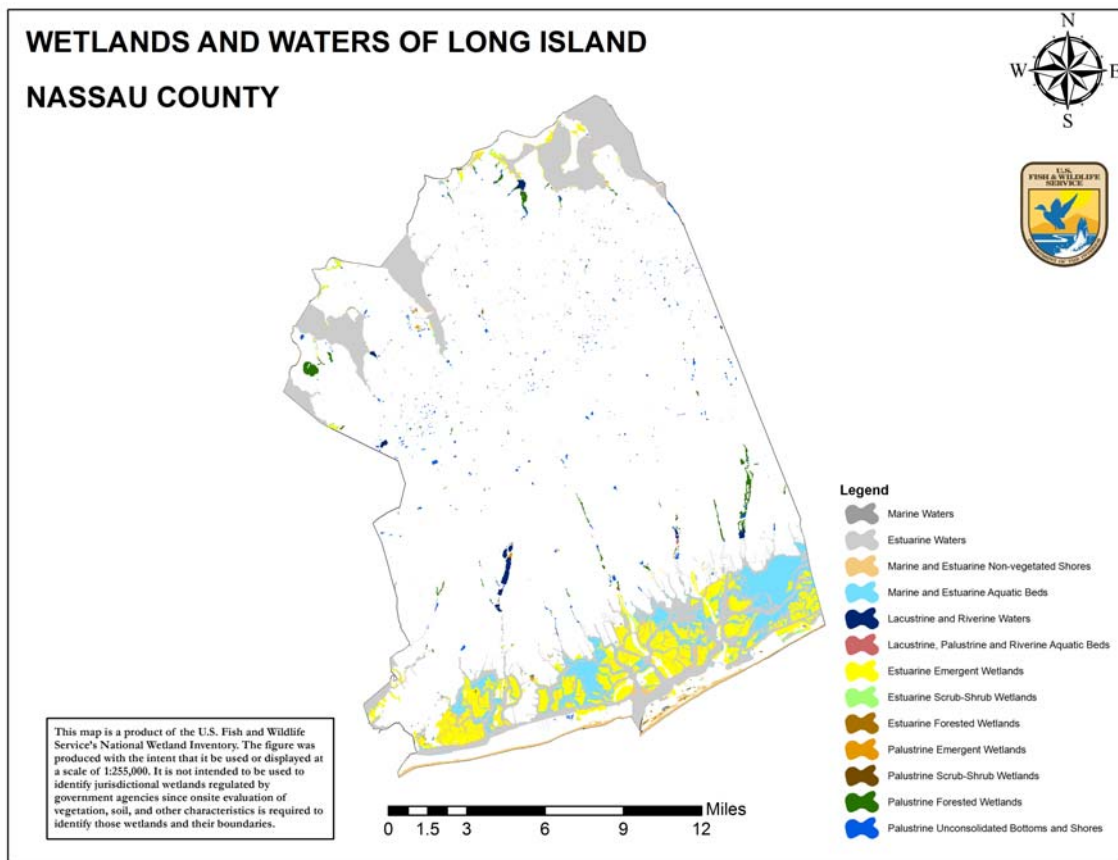 WETLANDS AND WATERS OF LONG ISLAND
NASSAU COUNTY
N
W
E
S
U.S.
FISH & WILDLIFE
SERVICE
DEPARTMENT OF THE INTERIOR
Legend
Marine Waters
Estuarine Waters
Marine and Estuarine Non-vegetated Shores
Marine and Estuarine Aquatic Beds
Lacustrine and Riverine Waters
Lacustrine, Palustrine and Riverine Aquatic Beds
Estuarine Emergent Wetlands
Estuarine Scrub-Shrub Wetlands
Estuarine Forested Wetlands
Palustrine Emergent Wetlands
Palustrine Scrub-Shrub Wetlands
Palustrine Forested Wetlands
Palustrine Unconsolidated Bottoms and Shores
This map is a product of the U.S. Fish and Wildlife
Service's National Wetland Inventory. The figure was
produced with the intent that it be used or displayed at
a scale of 1:255,000. It is not intended to be used to
identify jurisdictional wetlands regulated by
government agencies since onsite evaluation of
vegetation, soil, and other characteristics is required to
identify those wetlands and their boundaries.
Miles
0 1.5 3 6 9 12